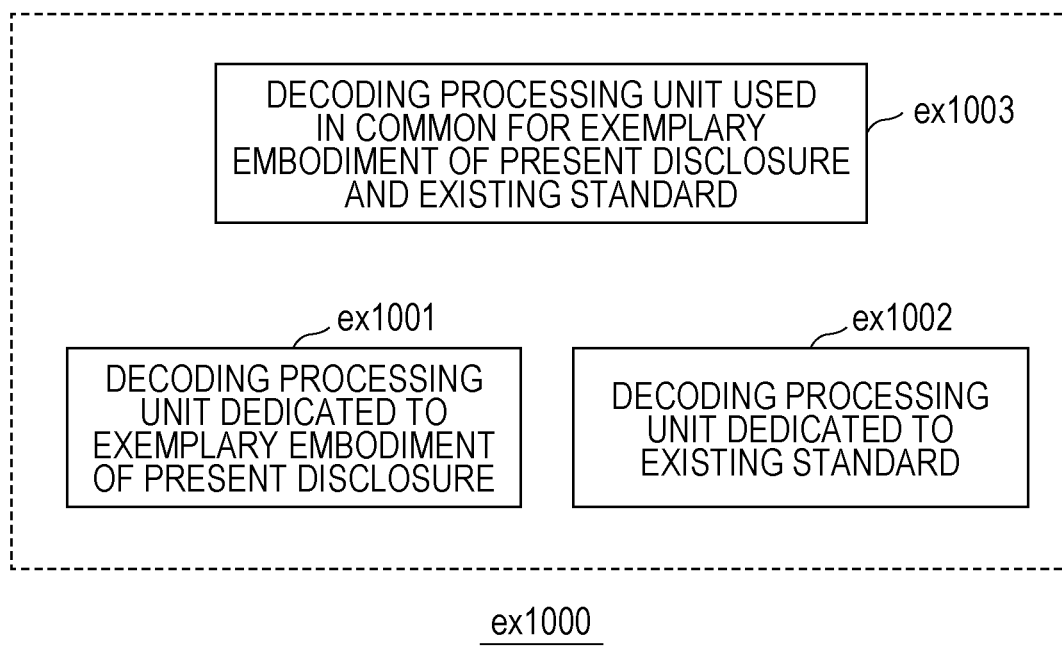 DECODING PROCESSING UNIT USED
IN COMMON FOR EXEMPLARY
EMBODIMENT OF PRESENT DISCLOSURE
AND EXISTING STANDARD
ex1003
ex1001
DECODING PROCESSING
UNIT DEDICATED TO
EXEMPLARY EMBODIMENT
OF PRESENT DISCLOSURE
ex1002
DECODING PROCESSING
UNIT DEDICATED TO
EXISTING STANDARD
ex1000